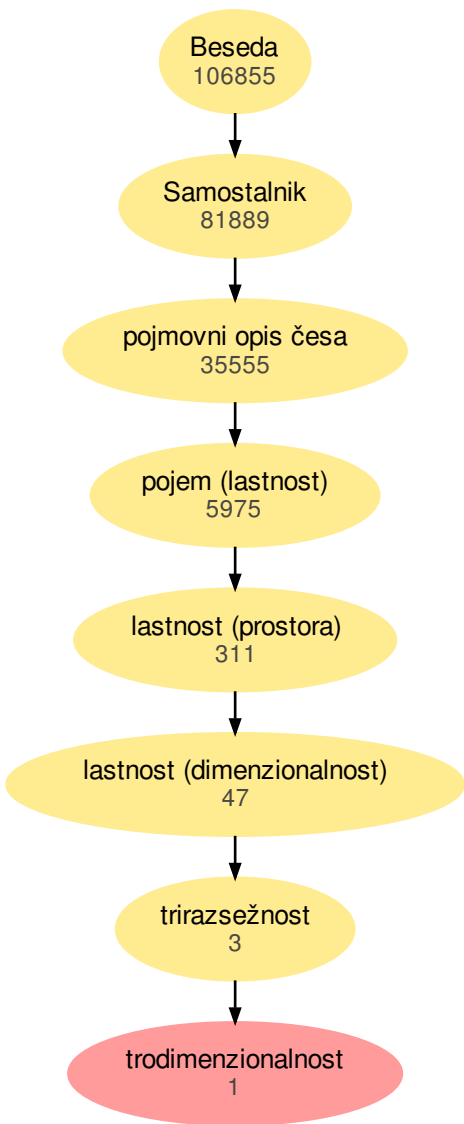 Beseda
106855
Samostalnik
81889
pojmovni opis česa
35555
pojem (lastnost)
5975
lastnost (prostora)
311
lastnost (dimenzionalnost)
47
trirazsežnost
3
trodimenzionalnost
1